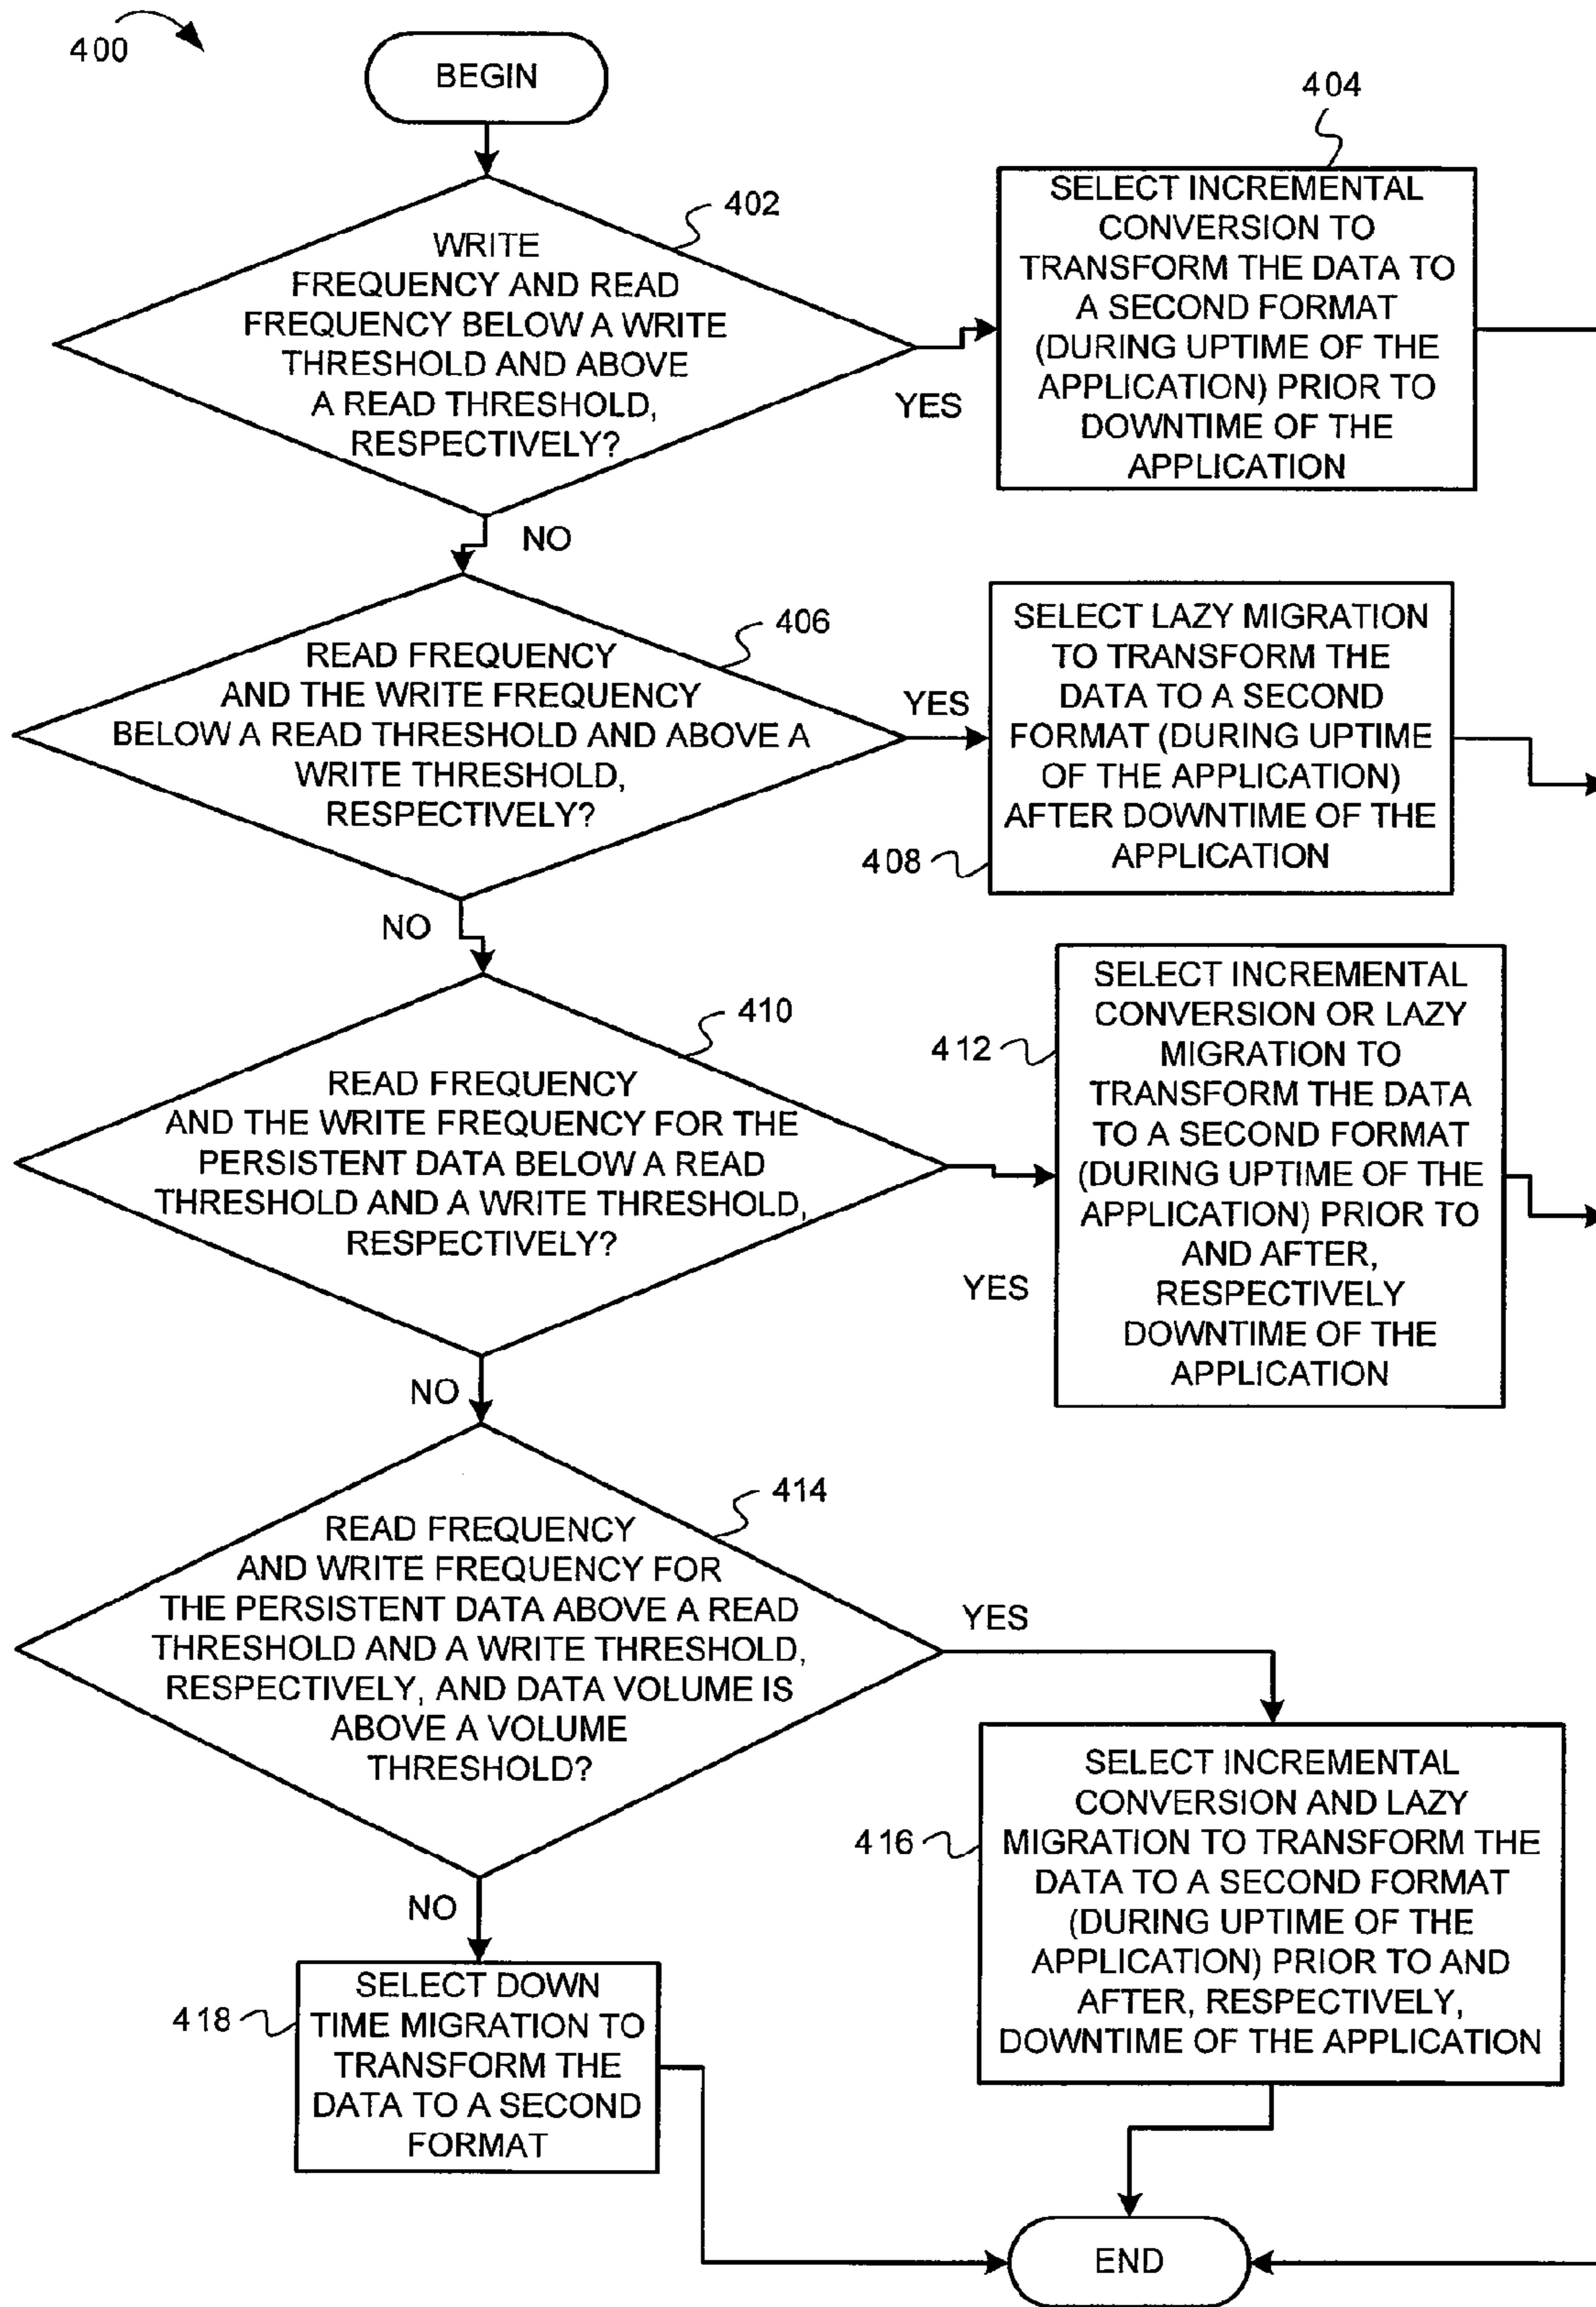 400
BEGIN
402
WRITE
FREQUENCY AND READ
FREQUENCY BELOW A WRITE
THRESHOLD AND ABOVE
A READ THRESHOLD,
RESPECTIVELY?
YES
NO
404
SELECT INCREMENTAL
CONVERSION TO
TRANSFORM THE DATA TO
A SECOND FORMAT
(DURING UPTIME OF THE
APPLICATION) PRIOR TO
DOWNTIME OF THE
APPLICATION
406
READ FREQUENCY
AND THE WRITE FREQUENCY
BELOW A READ THRESHOLD AND ABOVE A
WRITE THRESHOLD,
RESPECTIVELY?
YES
NO
408
SELECT LAZY MIGRATION
TO TRANSFORM THE
DATA TO A SECOND
FORMAT (DURING UPTIME
OF THE APPLICATION)
AFTER DOWNTIME OF THE
APPLICATION
410
READ FREQUENCY
AND THE WRITE FREQUENCY FOR THE
PERSISTENT DATA BELOW A READ
THRESHOLD AND A WRITE THRESHOLD,
RESPECTIVELY?
YES
NO
412
SELECT INCREMENTAL
CONVERSION OR LAZY
MIGRATION TO
TRANSFORM THE DATA
TO A SECOND FORMAT
(DURING UPTIME OF THE
APPLICATION) PRIOR TO
AND AFTER,
RESPECTIVELY
DOWNTIME OF THE
APPLICATION
414
READ FREQUENCY
AND WRITE FREQUENCY FOR
THE PERSISTENT DATA ABOVE A READ
THRESHOLD AND A WRITE THRESHOLD,
RESPECTIVELY, AND DATA VOLUME IS
ABOVE A VOLUME
THRESHOLD?
YES
NO
416
SELECT INCREMENTAL
CONVERSION AND LAZY
MIGRATION TO TRANSFORM THE
DATA TO A SECOND FORMAT
(DURING UPTIME OF THE
APPLICATION) PRIOR TO AND
AFTER, RESPECTIVELY,
DOWNTIME OF THE APPLICATION
418
SELECT DOWN
TIME MIGRATION TO
TRANSFORM THE
DATA TO A SECOND
FORMAT
END